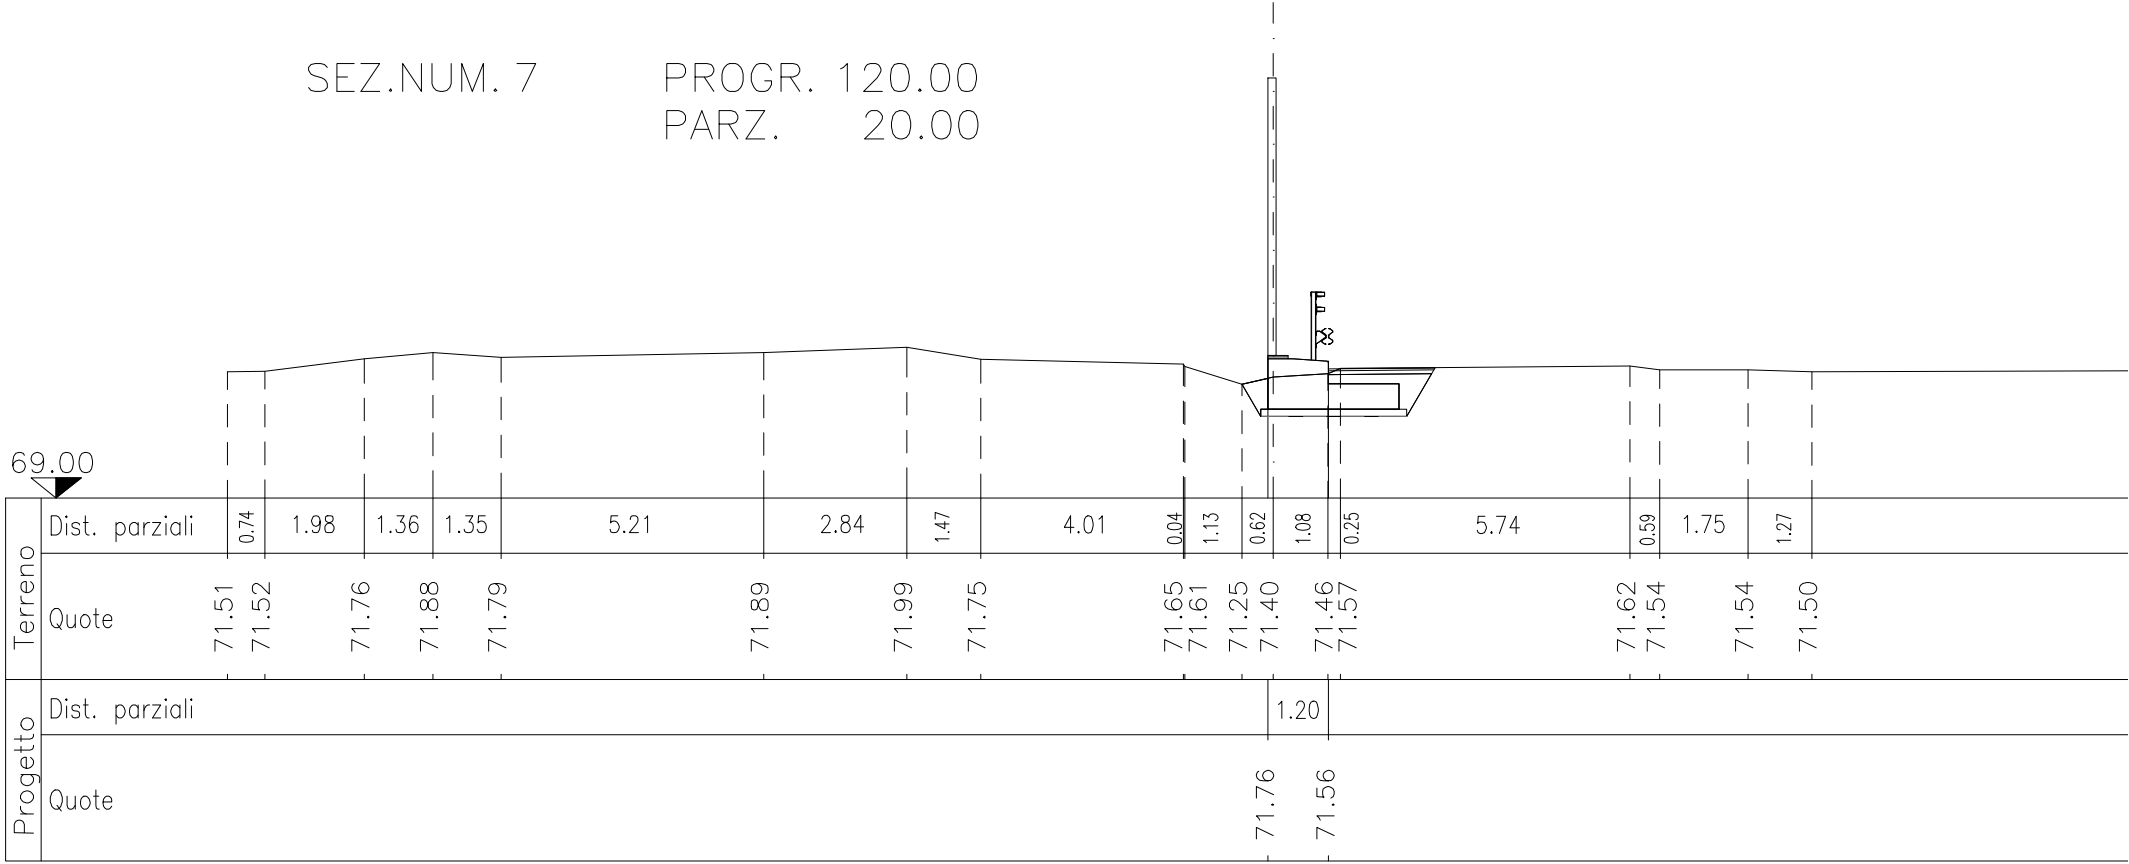 SEZ.NUM. 7 PROGR. 120.00
PARZ. 20.00
69.00
Terreno
Dist. parziali 0.74 1.98 1.36 1.35 5.21 2.84 1.47 4.01 0.04 1.13 0.62 1.08 0.25 5.74 0.59 1.75 1.27
Quote 71.51 71.52 71.76 71.88 71.79 71.89 71.99 71.75 71.65 71.61 71.25 71.40 71.46 71.57 71.62 71.54 71.54 71.50
Progetto
Dist. parziali 1.20
Quote 71.76 71.56